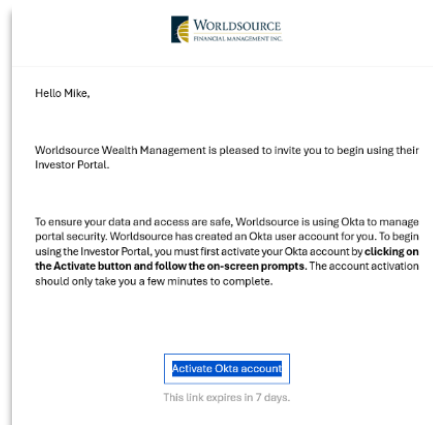 WORLDSOURCE
FINANCIAL MANAGEMENT INC.
Hello Mike,
Worldsource Wealth Management is pleased to invite you to begin using their
Investor Portal.
To ensure your data and access are safe, Worldsource is using Okta to manage
portal security. Worldsource has created an Okta user account for you. To begin
using the Investor Portal, you must first activate your Okta account by clicking on
the Activate button and follow the on-screen prompts. The account activation
should only take you a few minutes to complete.
Activate Okta account
This link expires in 7 days.